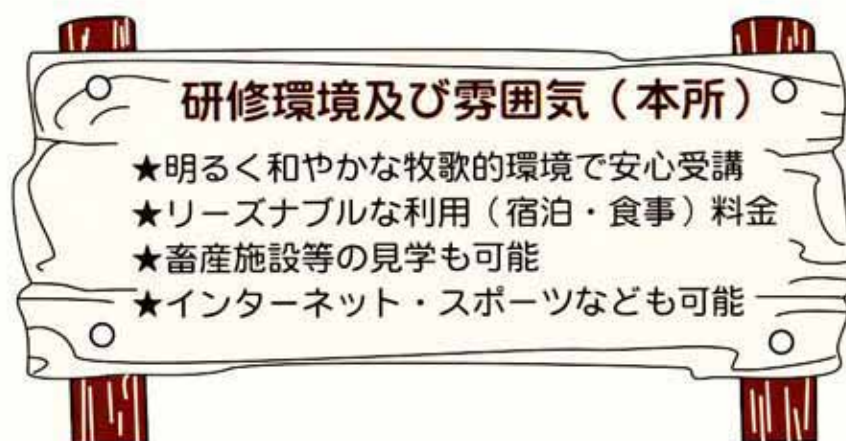 研修環境及び雰囲気（本所）
★明るく和やかな牧歌的環境で安心受講
★リーズナブルな利用（宿泊・食事）料金
★畜産施設等の見学も可能
★インターネット・スポーツなども可能